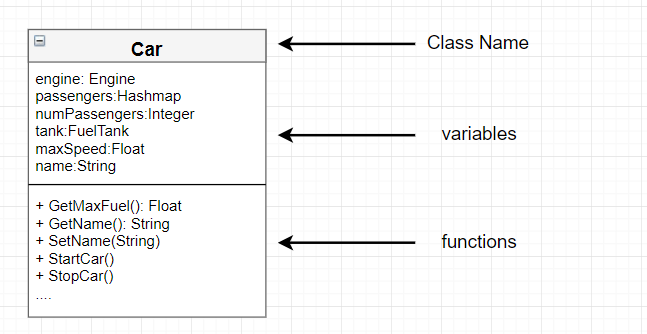 Car
Class Name
engine: Engine
passengers:Hashmap
numPassengers:Integer
tank:FuelTank
maxSpeed:Float
name:String
variables
+ GetMaxFuel(): Float
+ GetName(): String
+ SetName(String)
+ StartCar()
+ StopCar()
....
functions